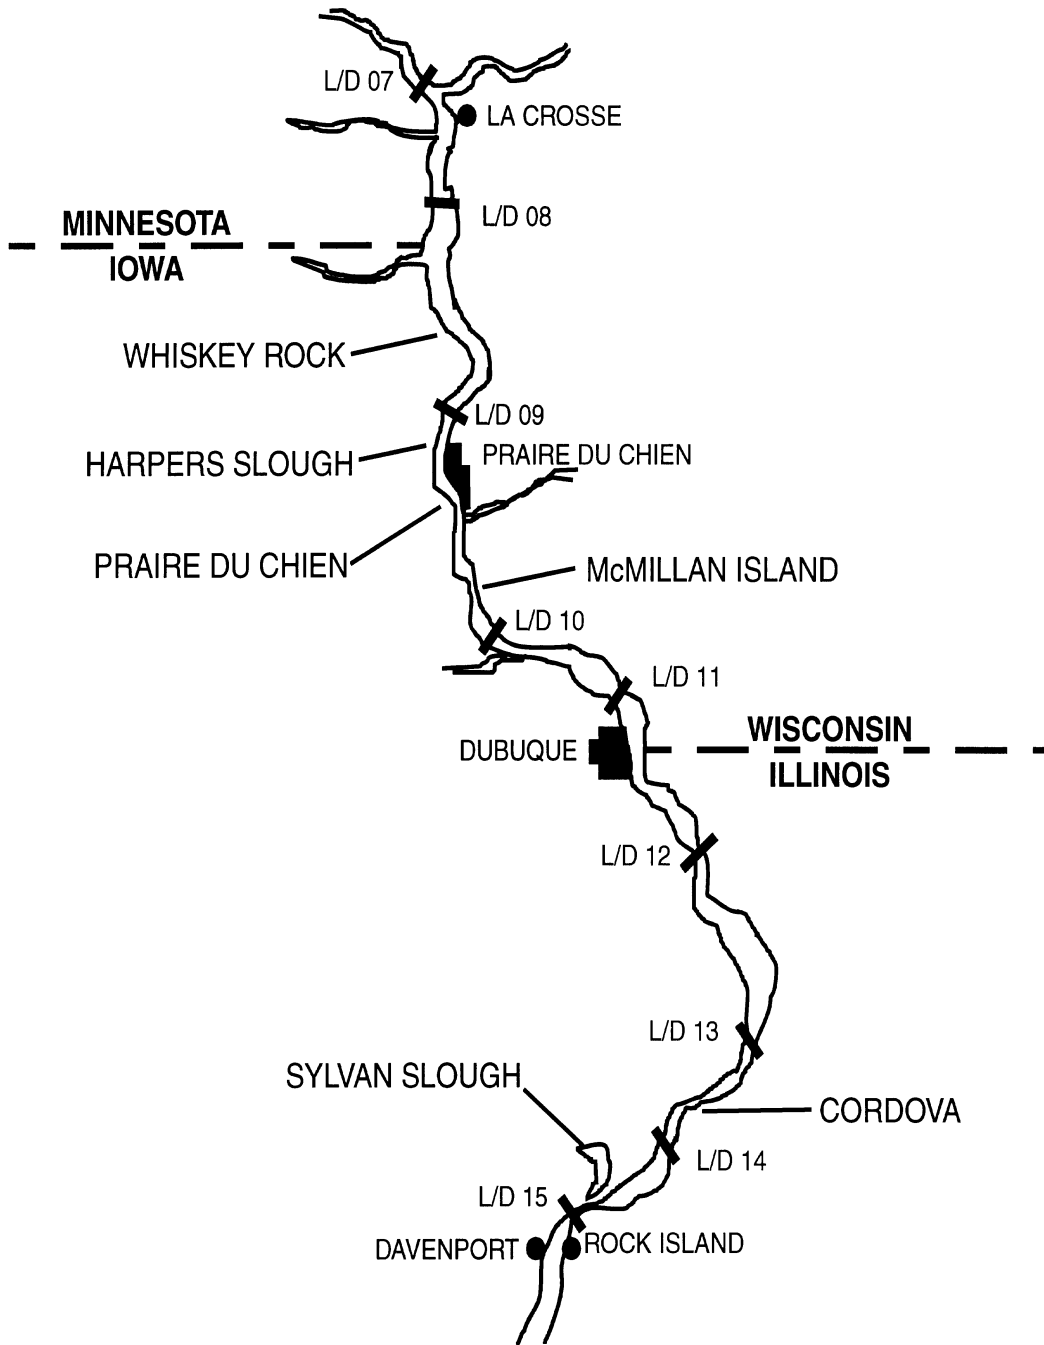 L/D 07
LA CROSSE
L/D 08
MINNESOTA
IOWA
WHISKEY ROCK
L/D 09
HARPERS SLOUGH
PRAIRE DU CHIEN
PRAIRE DU CHIEN
McMILLAN ISLAND
L/D 10
L/D 11
WISCONSIN
DUBUQUE
ILLINOIS
L/D 12
L/D 13
SYLVAN SLOUGH
CORDOVA
L/D 14
L/D 15
DAVENPORT
ROCK ISLAND